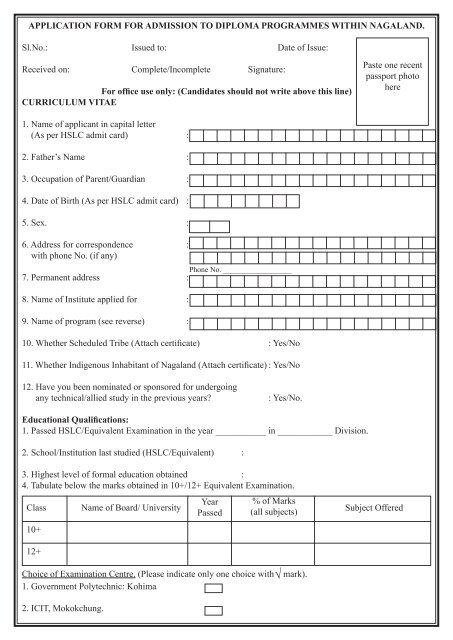 APPLICATION FORM FOR ADMISSION TO DIPLOMA PROGRAMMES WITHIN NAGALAND.
Sl.No.: Issued to: Date of Issue:
Received on: Complete/Incomplete Signature:
Paste one recent
passport photo
here
For office use only: (Candidates should not write above this line)
CURRICULUM VITAE
1. Name of applicant in capital letter
(As per HSLC admit card) :
2. Father's Name :
3. Occupation of Parent/Guardian :
4. Date of Birth (As per HSLC admit card) :
5. Sex. :
6. Address for correspondence :
with phone No. (if any)
Phone No. ___________________
7. Permanent address :
8. Name of Institute applied for :
9. Name of program (see reverse) :
10. Whether Scheduled Tribe (Attach certificate) : Yes/No
11. Whether Indigenous Inhabitant of Nagaland (Attach certificate) : Yes/No
12. Have you been nominated or sponsored for undergoing
any technical/allied study in the previous years? : Yes/No.
Educational Qualifications:
1. Passed HSLC/Equivalent Examination in the year ____________ in _____________ Division.
2. School/Institution last studied (HSLC/Equivalent) :
3. Highest level of formal education obtained :
4. Tabulate below the marks obtained in 10+/12+ Equivalent Examination.
Class Name of Board/ University Year Passed % of Marks (all subjects) Subject Offered
10+
12+
Choice of Examination Centre. (Please indicate only one choice with √ mark).
1. Government Polytechnic: Kohima
2. ICIT, Mokokchung.